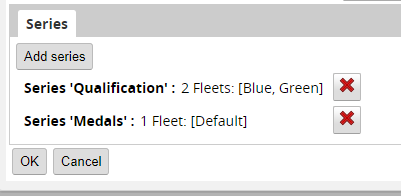 Series
Add series
Series 'Qualification' : 2 Fleets: [Blue, Green]
Series 'Medals' : 1 Fleet: [Default]
OK Cancel